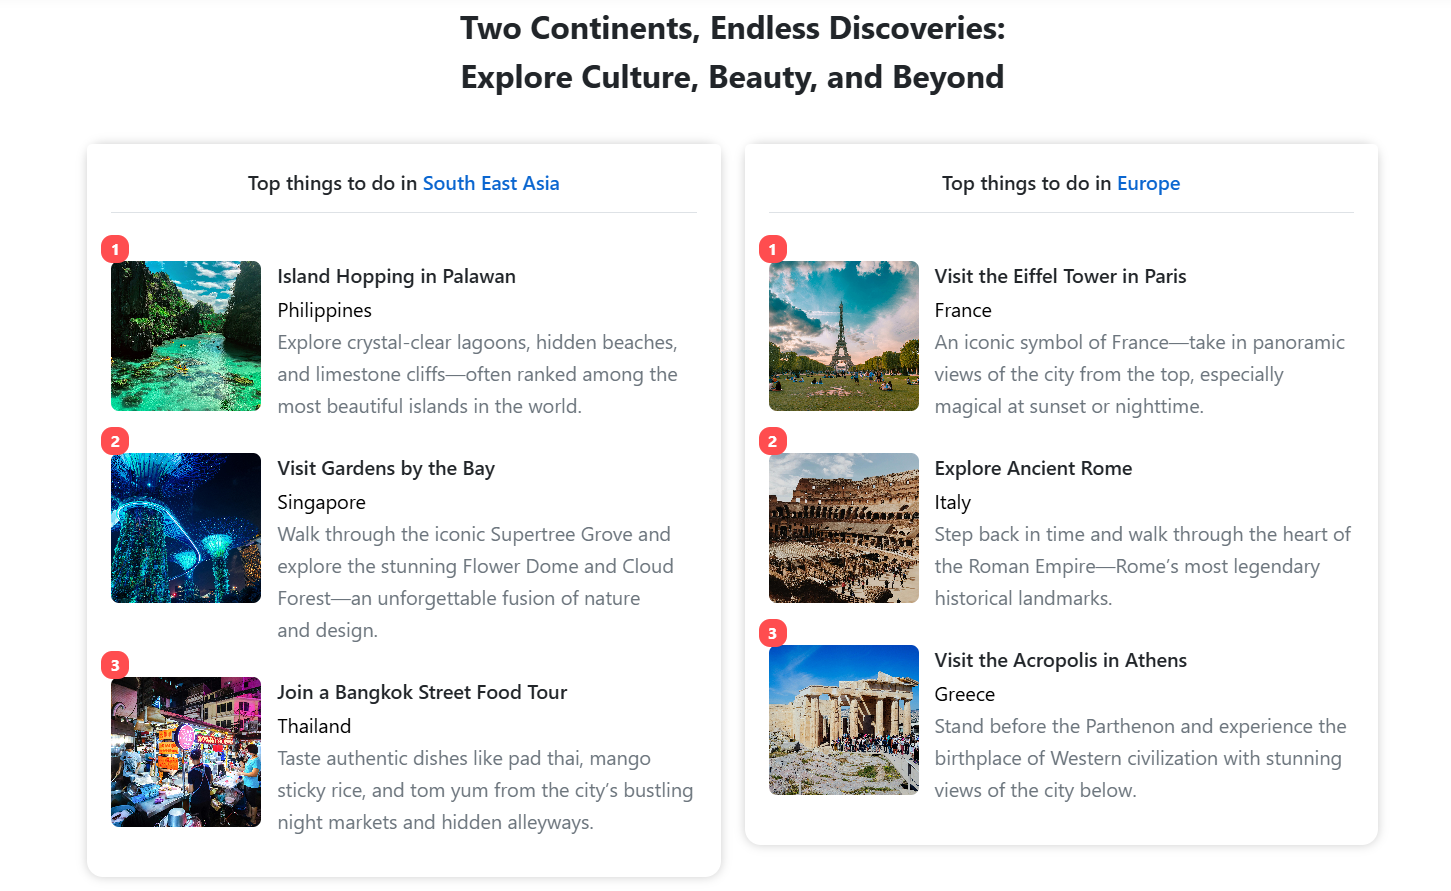 Two Continents, Endless Discoveries:
Explore Culture, Beauty, and Beyond
Top things to do in South East Asia
1
Island Hopping in Palawan
Philippines
Explore crystal-clear lagoons, hidden beaches,
and limestone cliffs—often ranked among the
most beautiful islands in the world.
2
Visit Gardens by the Bay
Singapore
Walk through the iconic Supertree Grove and
explore the stunning Flower Dome and Cloud
Forest—an unforgettable fusion of nature
and design.
3
Join a Bangkok Street Food Tour
Thailand
Taste authentic dishes like pad thai, mango
sticky rice, and tom yum from the city’s bustling
night markets and hidden alleyways.
Top things to do in Europe
1
Visit the Eiffel Tower in Paris
France
An iconic symbol of France—take in panoramic
views of the city from the top, especially
magical at sunset or nighttime.
2
Explore Ancient Rome
Italy
Step back in time and walk through the heart of
the Roman Empire—Rome’s most legendary
historical landmarks.
3
Visit the Acropolis in Athens
Greece
Stand before the Parthenon and experience the
birthplace of Western civilization with stunning
views of the city below.